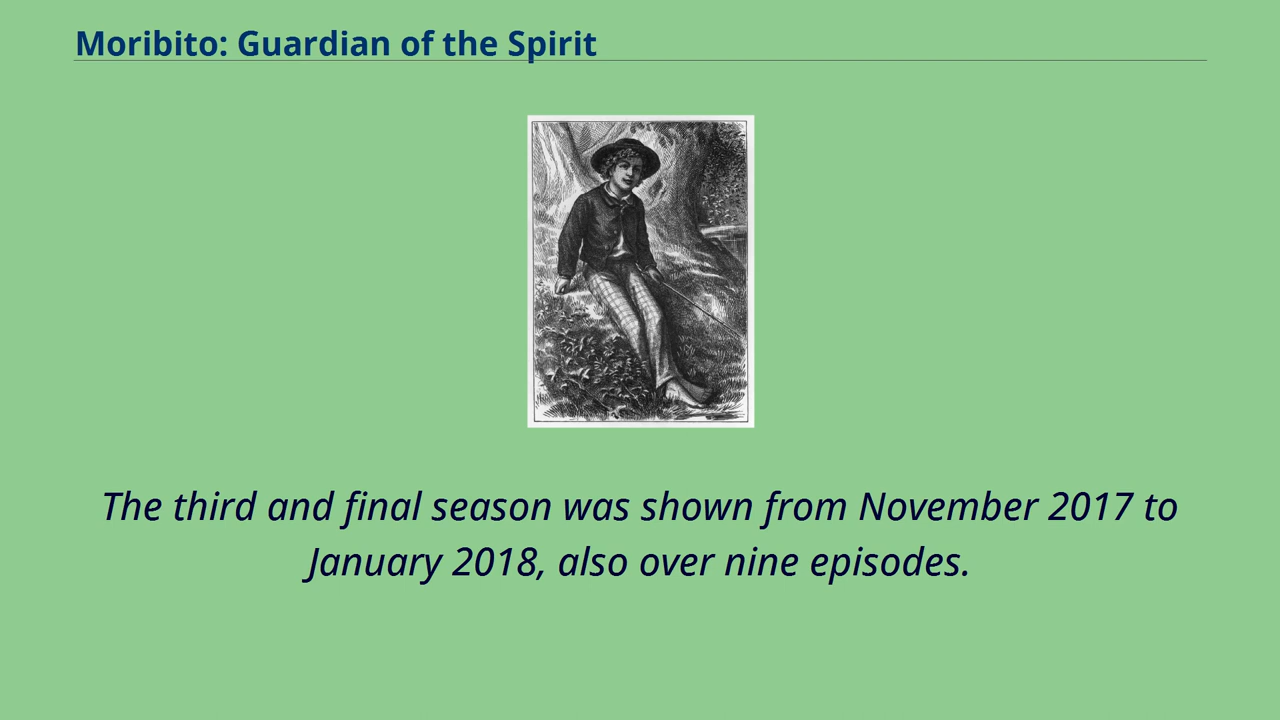 Moribito: Guardian of the Spirit
The third and final season was shown from November 2017 to
January 2018, also over nine episodes.